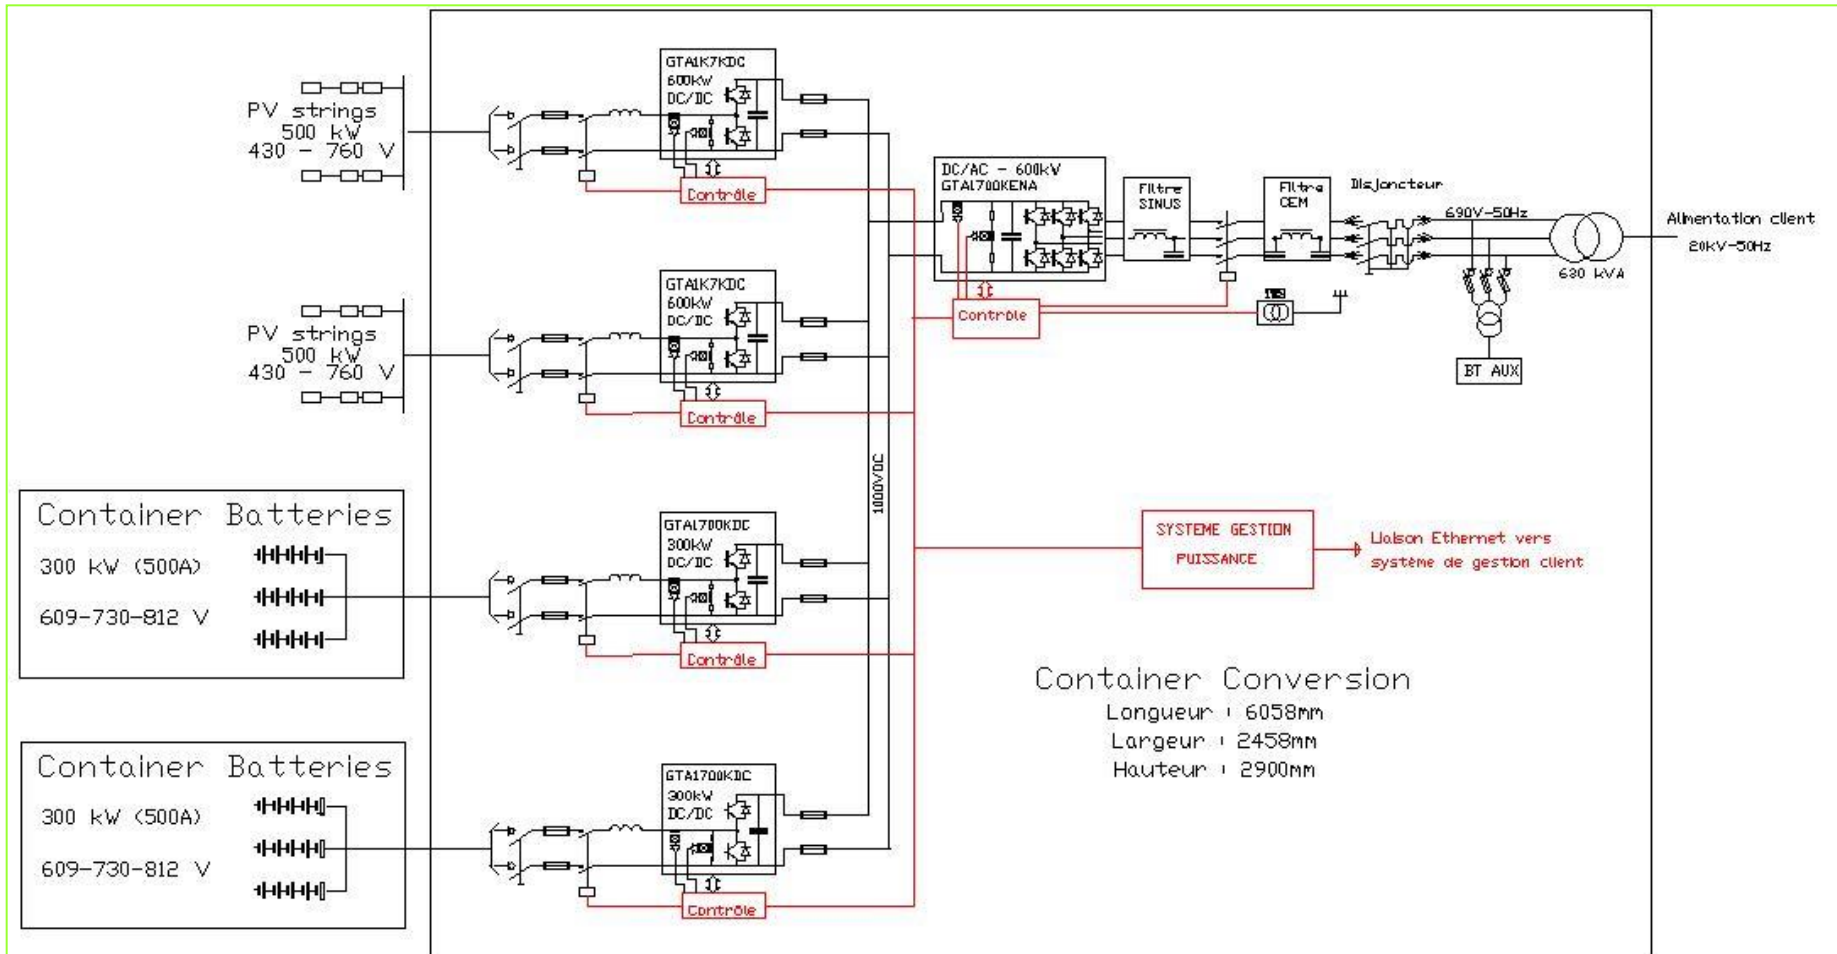 PV strings
500 kW
430 - 760 V
GTA1K7KDC
600kW
DC/DC
Contrôle
PV strings
500 kW
430 - 760 V
GTA1K7KDC
600kW
DC/DC
Contrôle
Container Batteries
300 kW (500A)
609-730-812 V
GTA1700KDC
300kW
DC/DC
Contrôle
Container Batteries
300 kW (500A)
609-730-812 V
GTA1700KDC
300kW
DC/DC
Contrôle
1000VDC
DC/AC - 600kW
GTA1700KENA
Contrôle
Filtre
SINUS
Filtre
CEM
Disjoncteur
690V-50Hz
630 kVA
Alimentation client
20kV-50Hz
BT AUX
SYSTEME GESTION
PUISSANCE
Liaison Ethernet vers
système de gestion client
Container Conversion
Longueur : 6058mm
Largeur : 2458mm
Hauteur : 2900mm